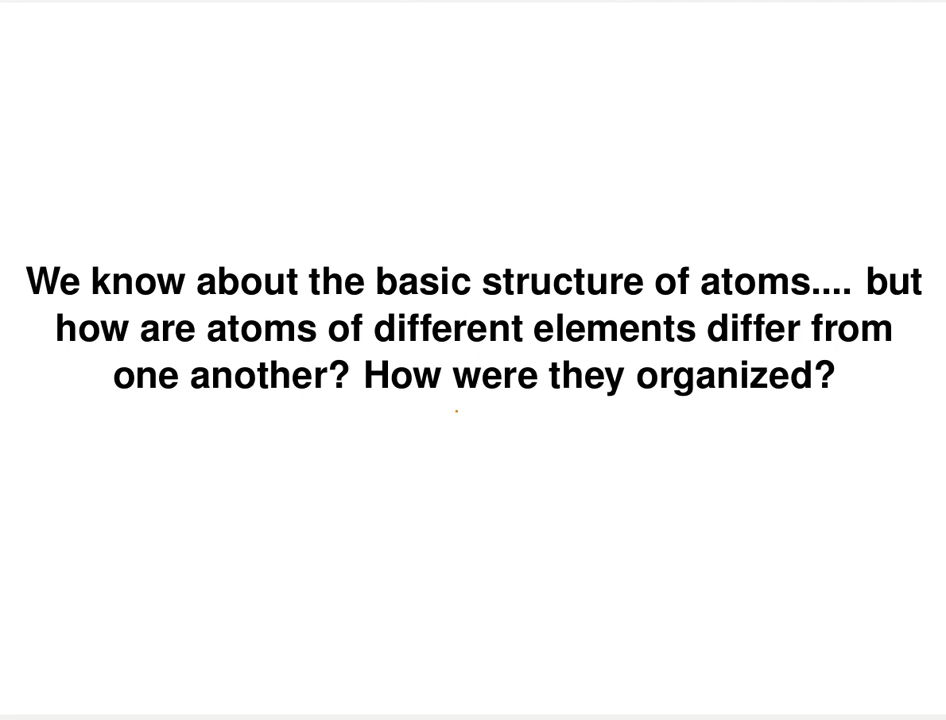 We know about the basic structure of atoms.... but
how are atoms of different elements differ from
one another? How were they organized?